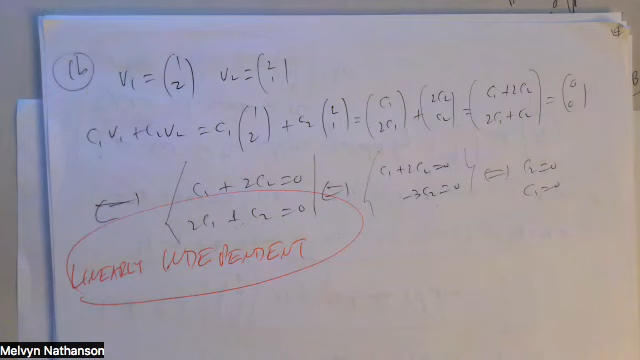 1b v₁ = (1 2) v₂ = (2 1)
c₁v₁ + c₂v₂ = c₁(1 2) + c₂(2 1) = (c₁ 2c₁) + (2c₂ c₂) = (c₁+2c₂ 2c₁+c₂) = (0 0)
⟺ { c₁ + 2c₂ = 0 ⟺ { c₁+2c₂=0 ⟺ c₂=0
2c₁ + c₂ = 0 -3c₂=0 c₁=0
LINEARLY INDEPENDENT
Melvyn Nathanson